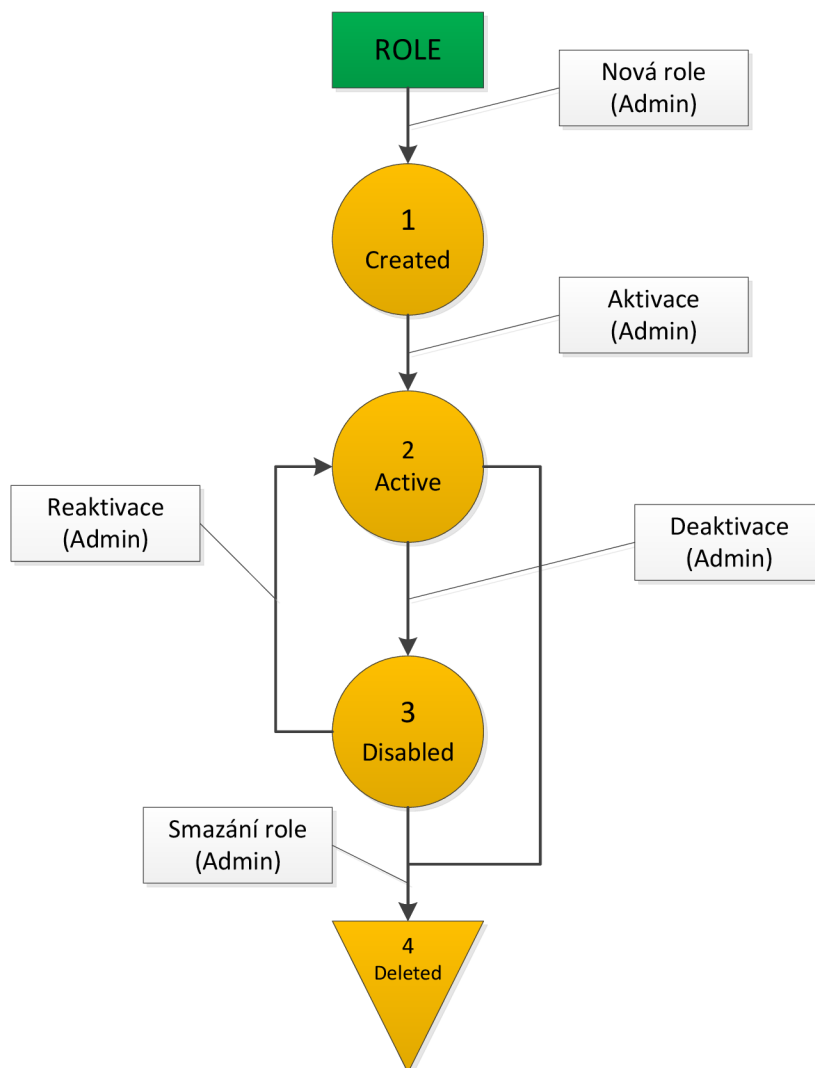 ROLE
Nová role
(Admin)
1
Created
Aktivace
(Admin)
2
Active
Reaktivace
(Admin)
Deaktivace
(Admin)
3
Disabled
Smazání role
(Admin)
4
Deleted